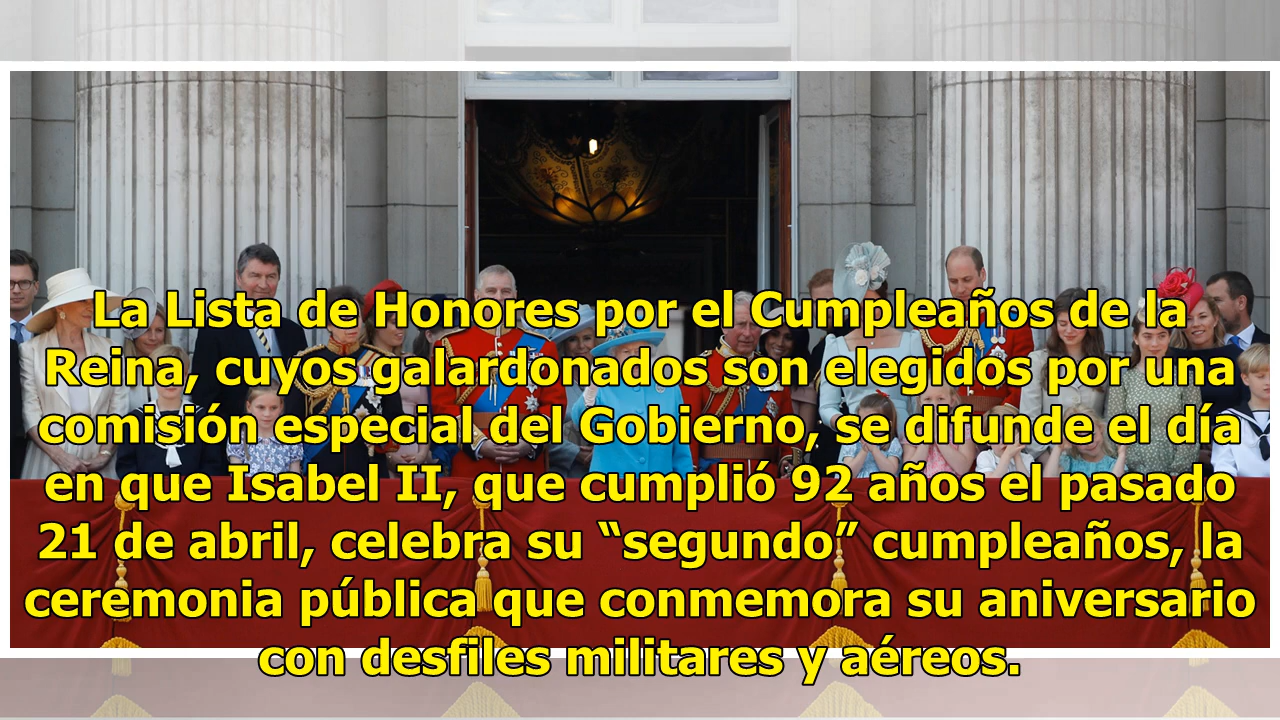 La Lista de Honores por el Cumpleaños de la
Reina, cuyos galardonados son elegidos por una
comisión especial del Gobierno, se difunde el día
en que Isabel II, que cumplió 92 años el pasado
21 de abril, celebra su “segundo” cumpleaños, la
ceremonia pública que conmemora su aniversario
con desfiles militares y aéreos.